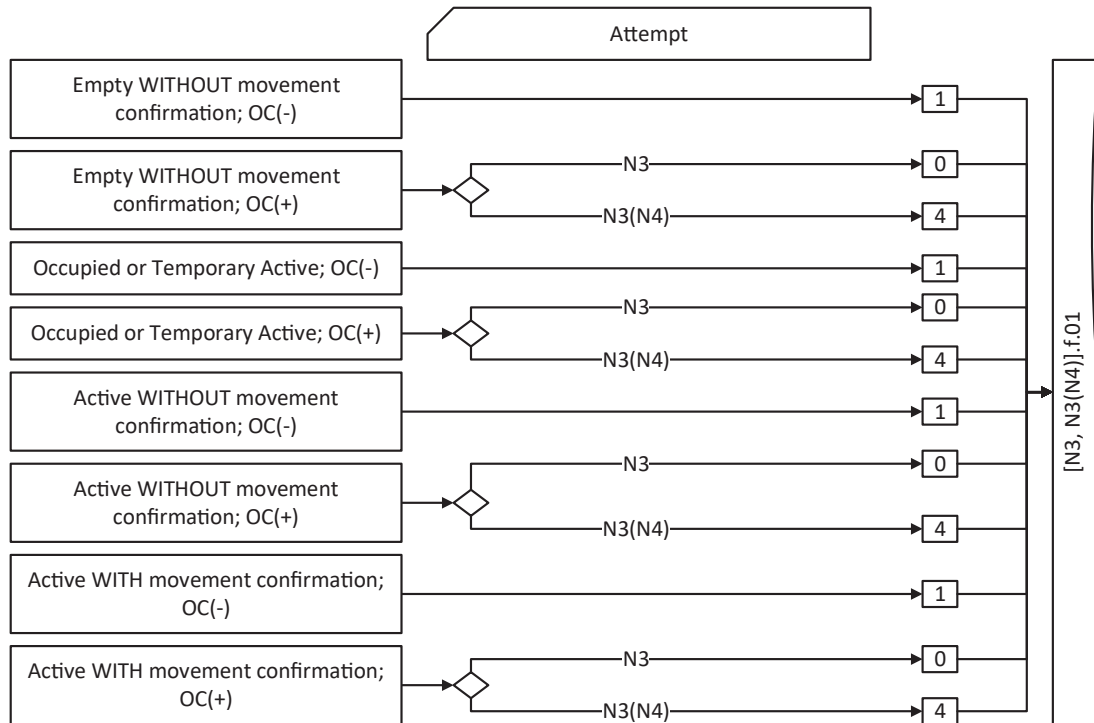 Attempt
Empty WITHOUT movement
confirmation; OC(-)
1
Empty WITHOUT movement
confirmation; OC(+)
N3
0
N3(N4)
4
Occupied or Temporary Active; OC(-)
1
Occupied or Temporary Active; OC(+)
N3
0
N3(N4)
4
Active WITHOUT movement
confirmation; OC(-)
1
Active WITHOUT movement
confirmation; OC(+)
N3
0
N3(N4)
4
Active WITH movement confirmation;
OC(-)
1
Active WITH movement confirmation;
OC(+)
N3
0
N3(N4)
4
[N3, N3(N4)].f.01